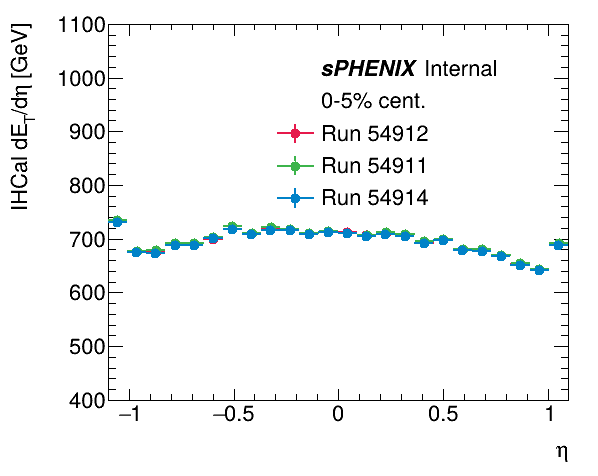 IHCal dE_T/dη [GeV]
1100
1000
900
800
700
600
500
400
sPHENIX Internal
0-5% cent.
Run 54912
Run 54911
Run 54914
−1 −0.5 0 0.5 1
η